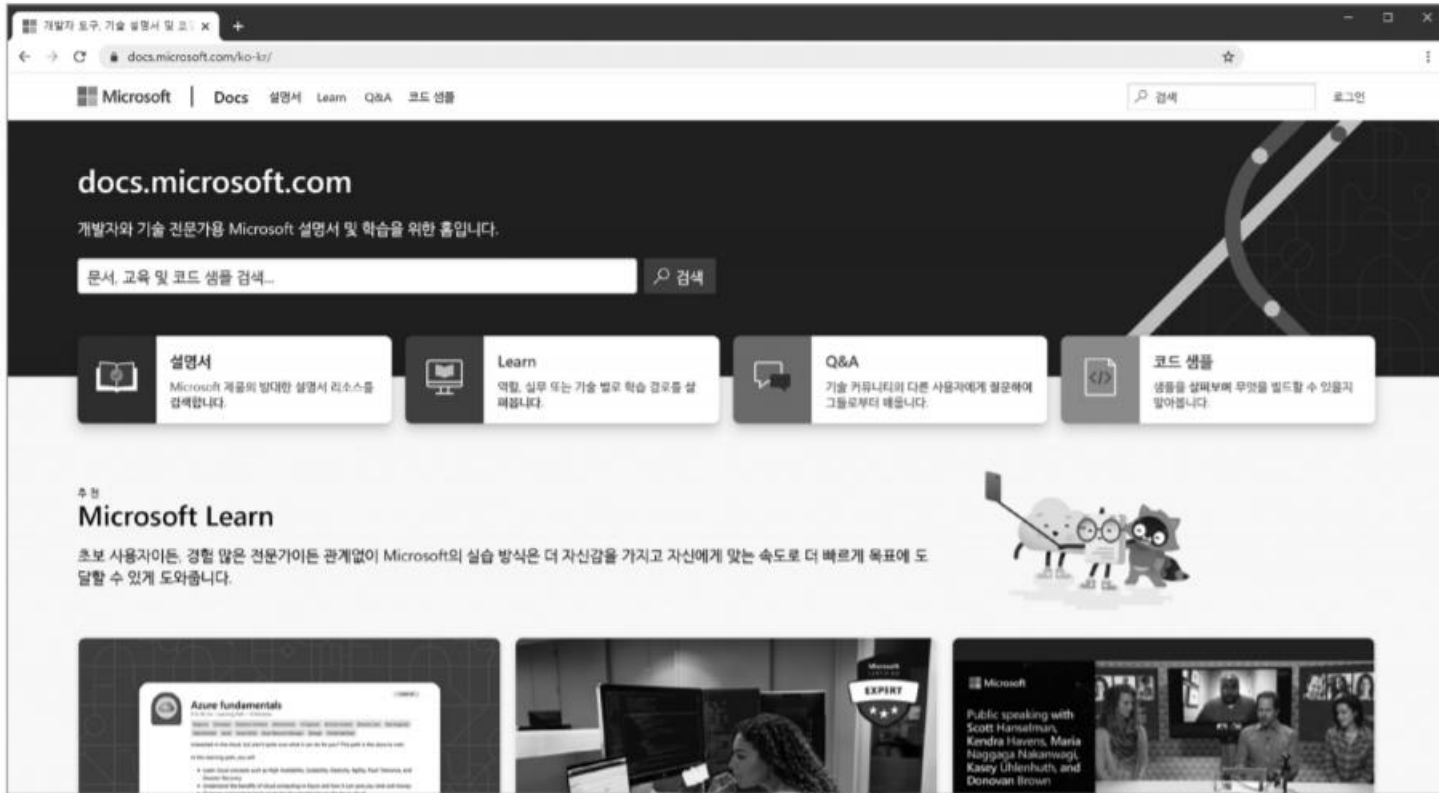 개발자 도구, 기술 설명서 및 코
docs.microsoft.com/ko-kr/
Microsoft | Docs 설명서 Learn Q&A 코드 샘플
검색
로그인
docs.microsoft.com
개발자와 기술 전문가용 Microsoft 설명서 및 학습을 위한 홈입니다.
문서, 교육 및 코드 샘플 검색...
검색
설명서
Microsoft 제품의 방대한 설명서 리소스를
검색합니다.
Learn
역할, 실무 또는 기술 별로 학습 경로를 살
펴봅니다.
Q&A
기술 커뮤니티의 다른 사용자에게 질문하여
그들로부터 배웁니다.
코드 샘플
샘플을 살펴보며 무엇을 빌드할 수 있을지
알아봅니다.
추천
Microsoft Learn
초보 사용자이든, 경험 많은 전문가이든 관계없이 Microsoft의 실습 방식은 더 자신감을 가지고 자신에게 맞는 속도로 더 빠르게 목표에 도
달할 수 있게 도와줍니다.
Azure fundamentals
In this learning path, you will
Microsoft
EXPERT
Microsoft
Public speaking with
Scott Hanselman,
Kendra Havens, Maria
Naggaga Nakanwagi,
Kasey Uhlenhuth, and
Donovan Brown